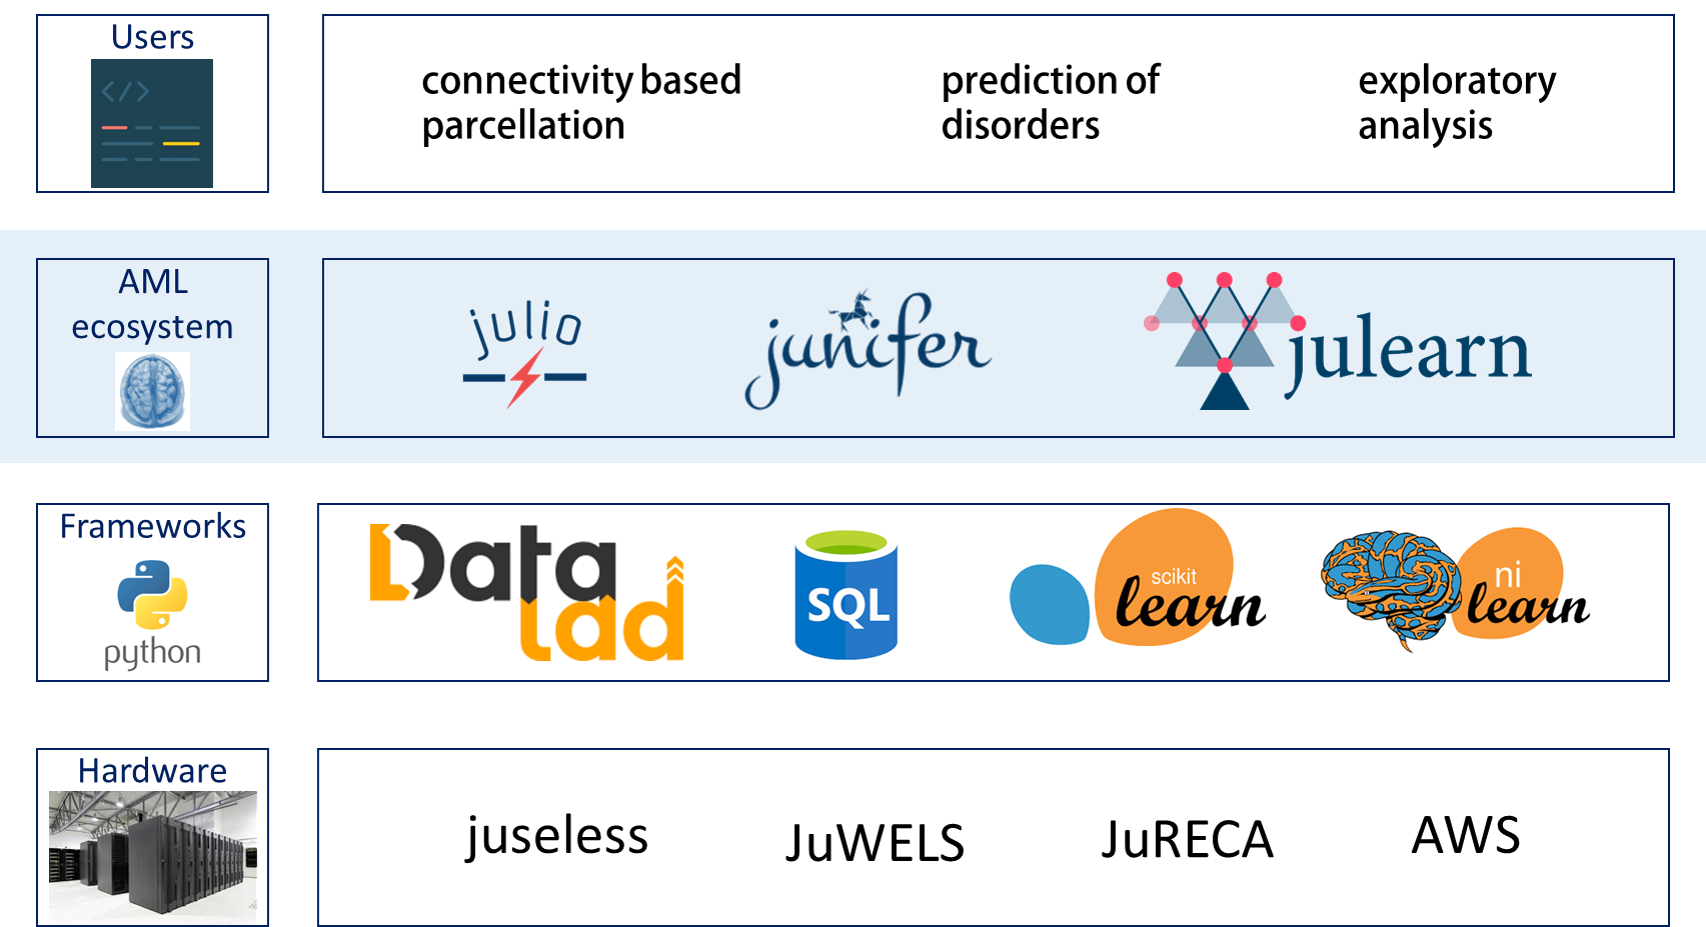 Users
</>
connectivity based
parcellation
prediction of
disorders
exploratory
analysis
AML
ecosystem
julio
junifer
julearn
Frameworks
python
Data
lad
SQL
scikit
learn
ni
learn
Hardware
juseless
JuWELS
JuRECA
AWS